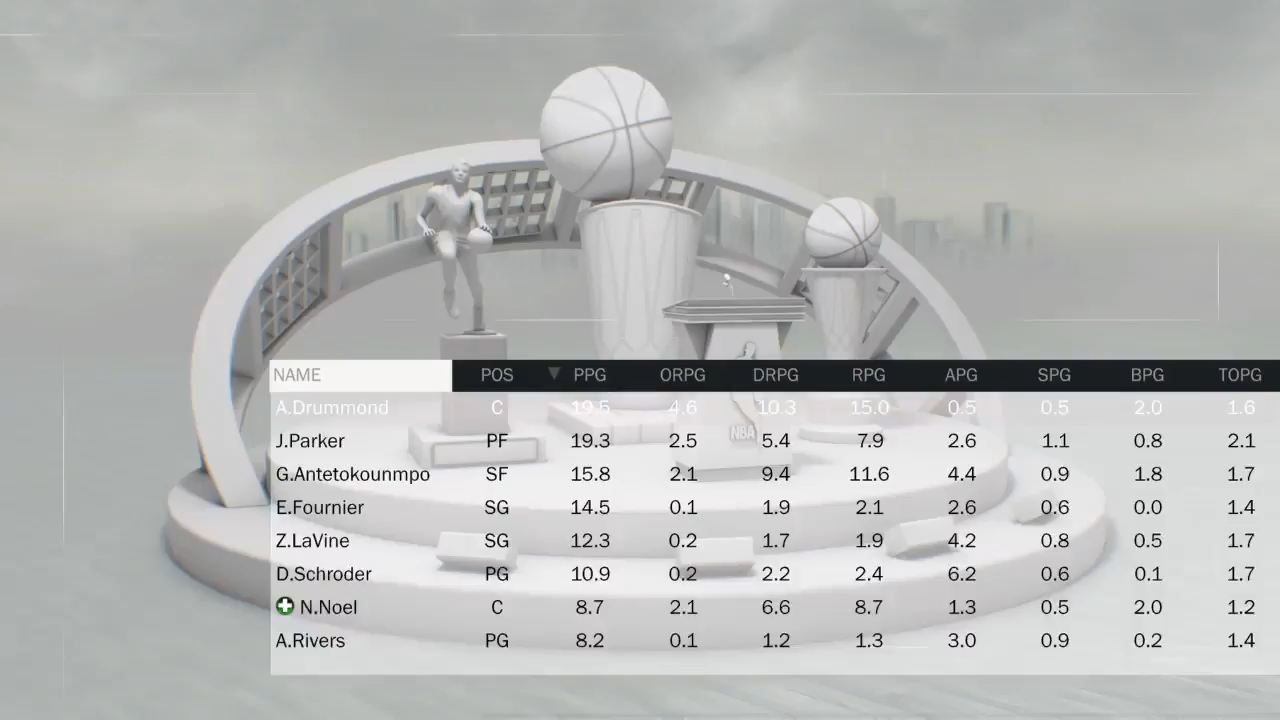 NAME POS PPG ORPG DRPG RPG APG SPG BPG TOPG
A.Drummond C 19.5 4.6 10.3 15.0 0.5 0.5 2.0 1.6
J.Parker PF 19.3 2.5 5.4 7.9 2.6 1.1 0.8 2.1
G.Antetokounmpo SF 15.8 2.1 9.4 11.6 4.4 0.9 1.8 1.7
E.Fournier SG 14.5 0.1 1.9 2.1 2.6 0.6 0.0 1.4
Z.LaVine SG 12.3 0.2 1.7 1.9 4.2 0.8 0.5 1.7
D.Schroder PG 10.9 0.2 2.2 2.4 6.2 0.6 0.1 1.7
N.Noel C 8.7 2.1 6.6 8.7 1.3 0.5 2.0 1.2
A.Rivers PG 8.2 0.1 1.2 1.3 3.0 0.9 0.2 1.4
NBA